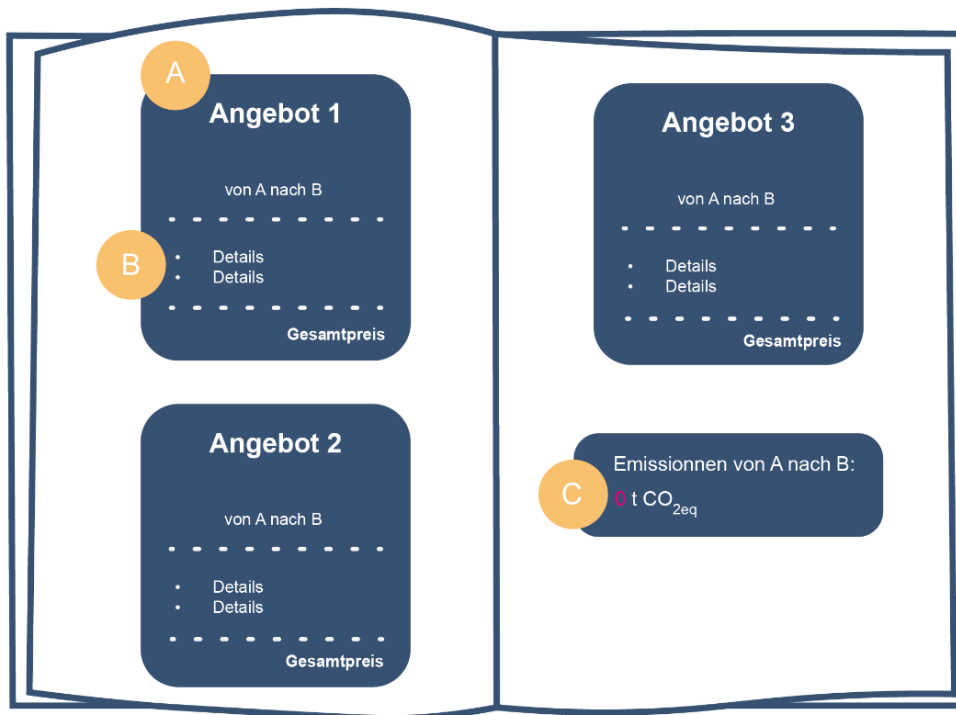 A
Angebot 1
von A nach B
B
• Details
• Details
Gesamtpreis
Angebot 2
von A nach B
• Details
• Details
Gesamtpreis
Angebot 3
von A nach B
• Details
• Details
Gesamtpreis
C
Emissionnen von A nach B:
0 t CO2eq